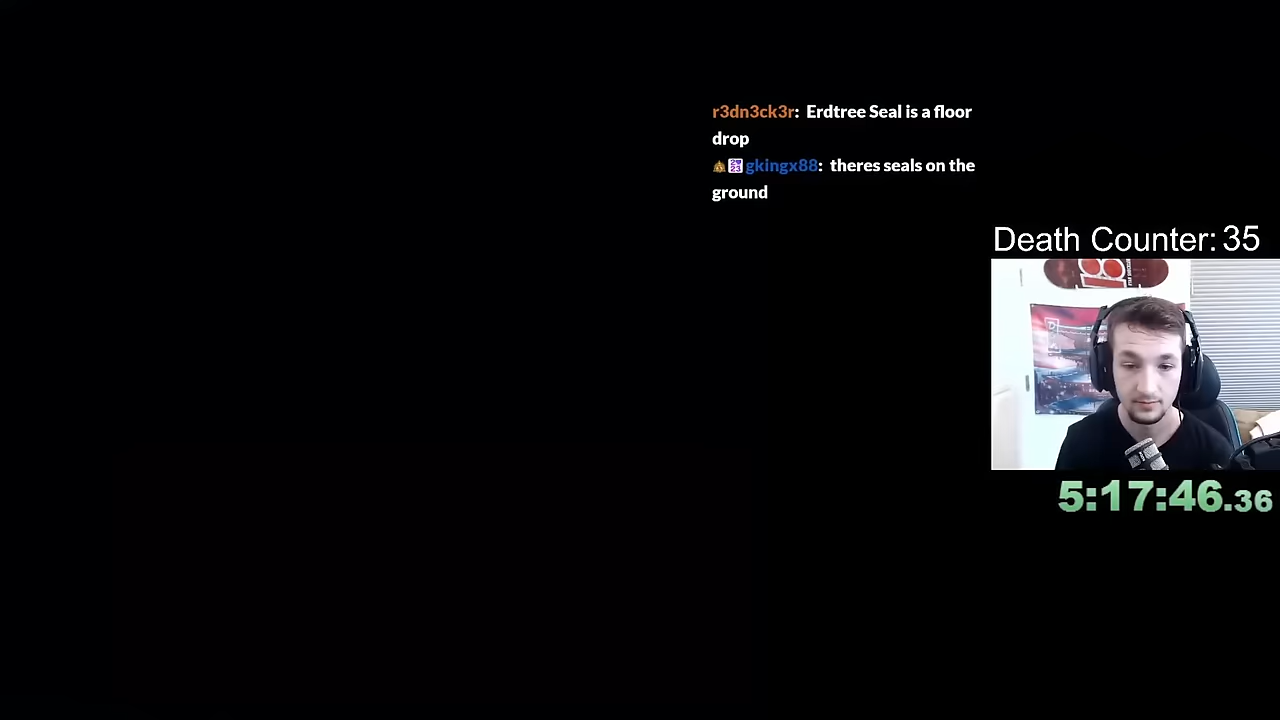 r3dn3ck3r: Erdtree Seal is a floor
drop
gkingx88: theres seals on the
ground
Death Counter: 35
5:17:46.36